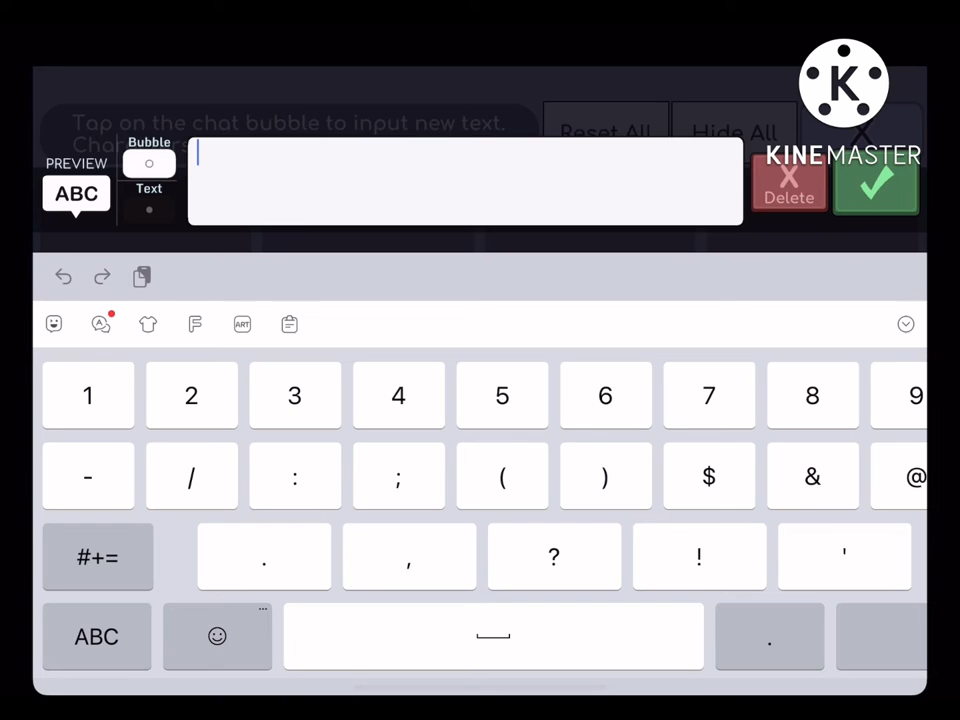 Tap on the chat bubble to input new text.
Reset All
Hide All
X
K
KINEMASTER
Bubble
PREVIEW
ABC
Text
X
Delete
A
F
ART
1 2 3 4 5 6 7 8 9
- / : ; ( ) $ & @
#+= . , ? ! '
ABC .